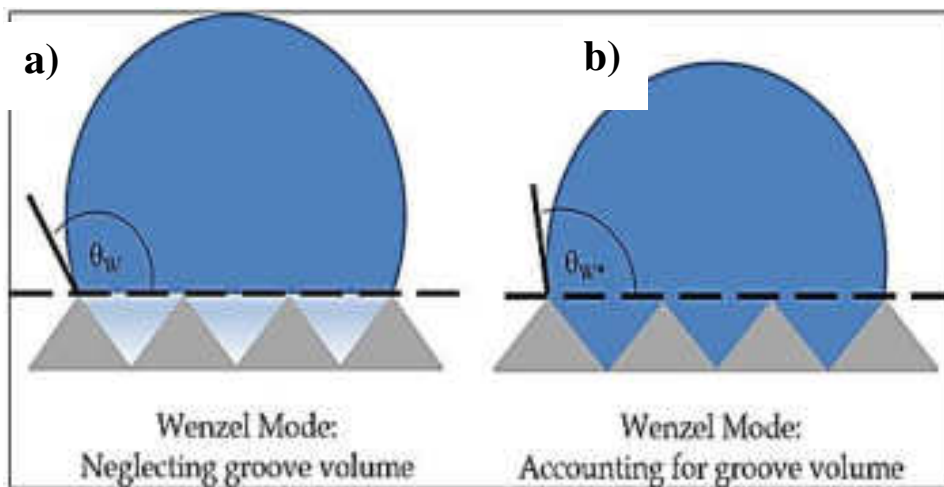 a)
b)
θW
θW*
Wenzel Mode:
Neglecting groove volume
Wenzel Mode:
Accounting for groove volume